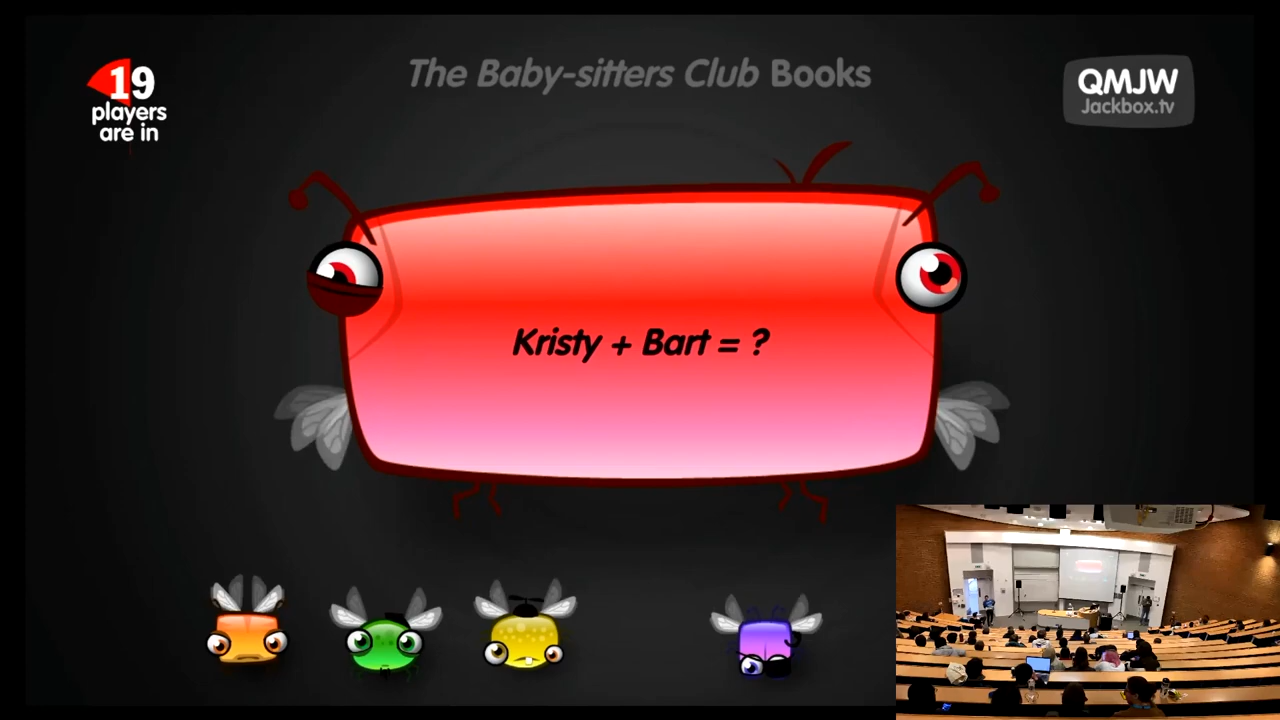 The Baby-sitters Club Books
19
players
are in
QMJW
Jackbox.tv
Kristy + Bart = ?